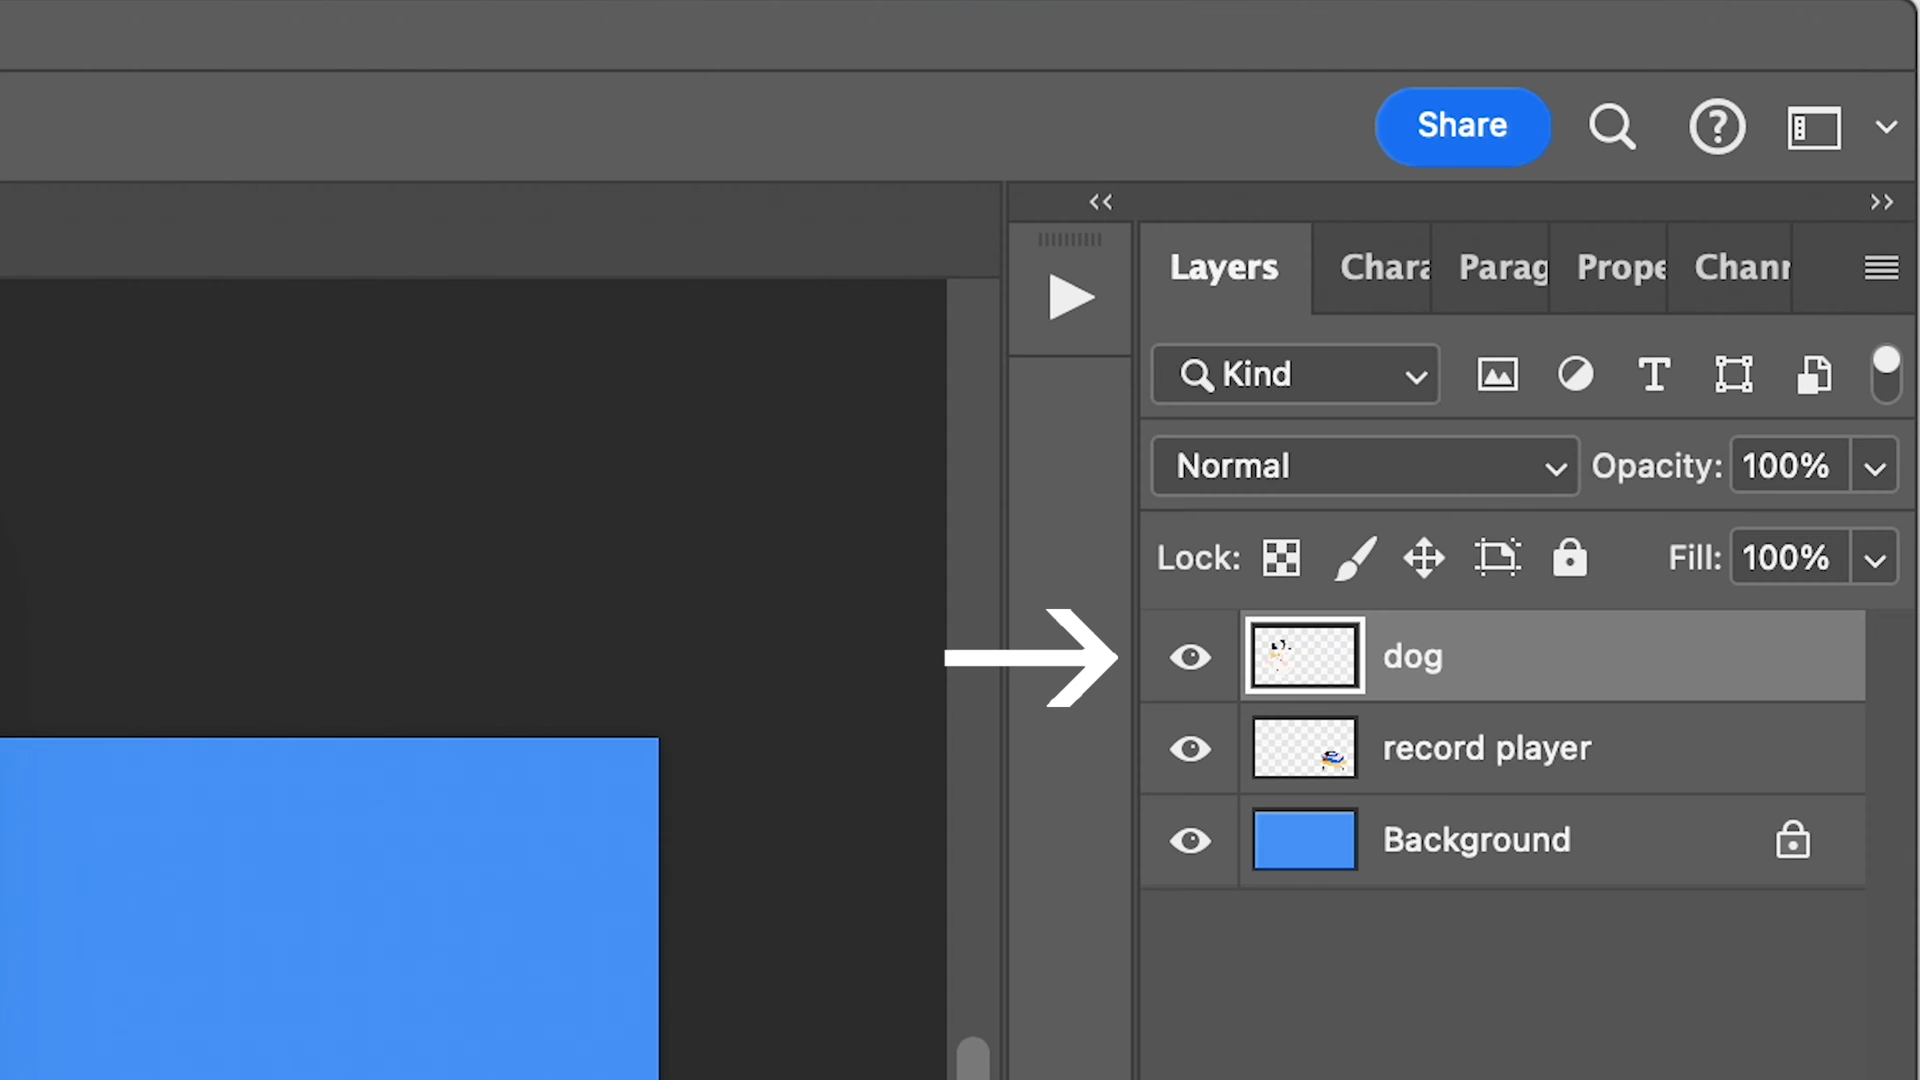 Share
Layers Chara Parag Prope Chann
Kind
Normal Opacity: 100%
Lock: Fill: 100%
dog
record player
Background